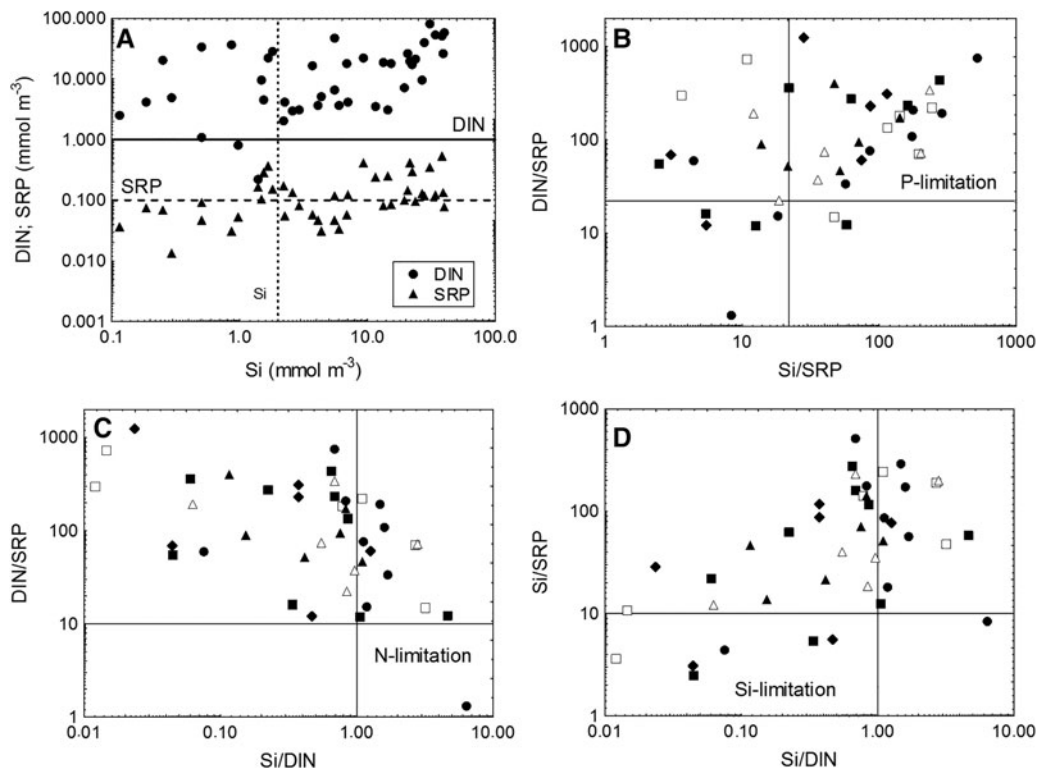 A
DIN; SRP (mmol m⁻³)
100.000
10.000
1.000
0.100
0.010
0.001
DIN
SRP
Si
DIN
SRP
0.1 1.0 10.0 100.0
Si (mmol m⁻³)
B
DIN/SRP
1000
100
10
1
P-limitation
1 10 100 1000
Si/SRP
C
DIN/SRP
1000
100
10
1
N-limitation
0.01 0.10 1.00 10.00
Si/DIN
D
Si/SRP
1000
100
10
1
Si-limitation
0.01 0.10 1.00 10.00
Si/DIN